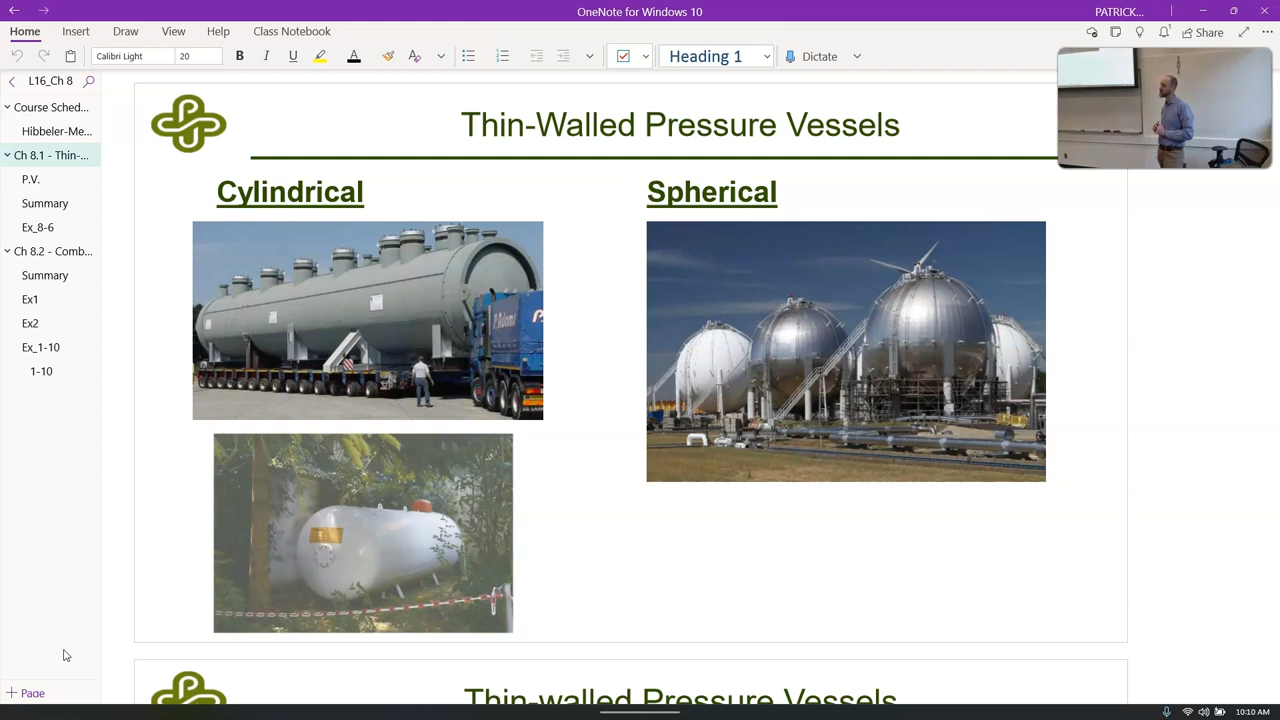 OneNote for Windows 10
PATRICK...
Home Insert Draw View Help Class Notebook
Share
Calibri Light 20 B I U A Heading 1 Dictate
L16_Ch 8
Course Sched...
Hibbeler-Me...
Ch 8.1 - Thin-...
P.V.
Summary
Ex_8-6
Ch 8.2 - Comb...
Summary
Ex1
Ex2
Ex_1-10
1-10
+ Page
Thin-Walled Pressure Vessels
Cylindrical
Spherical
Thin-walled Pressure Vessels
10:10 AM